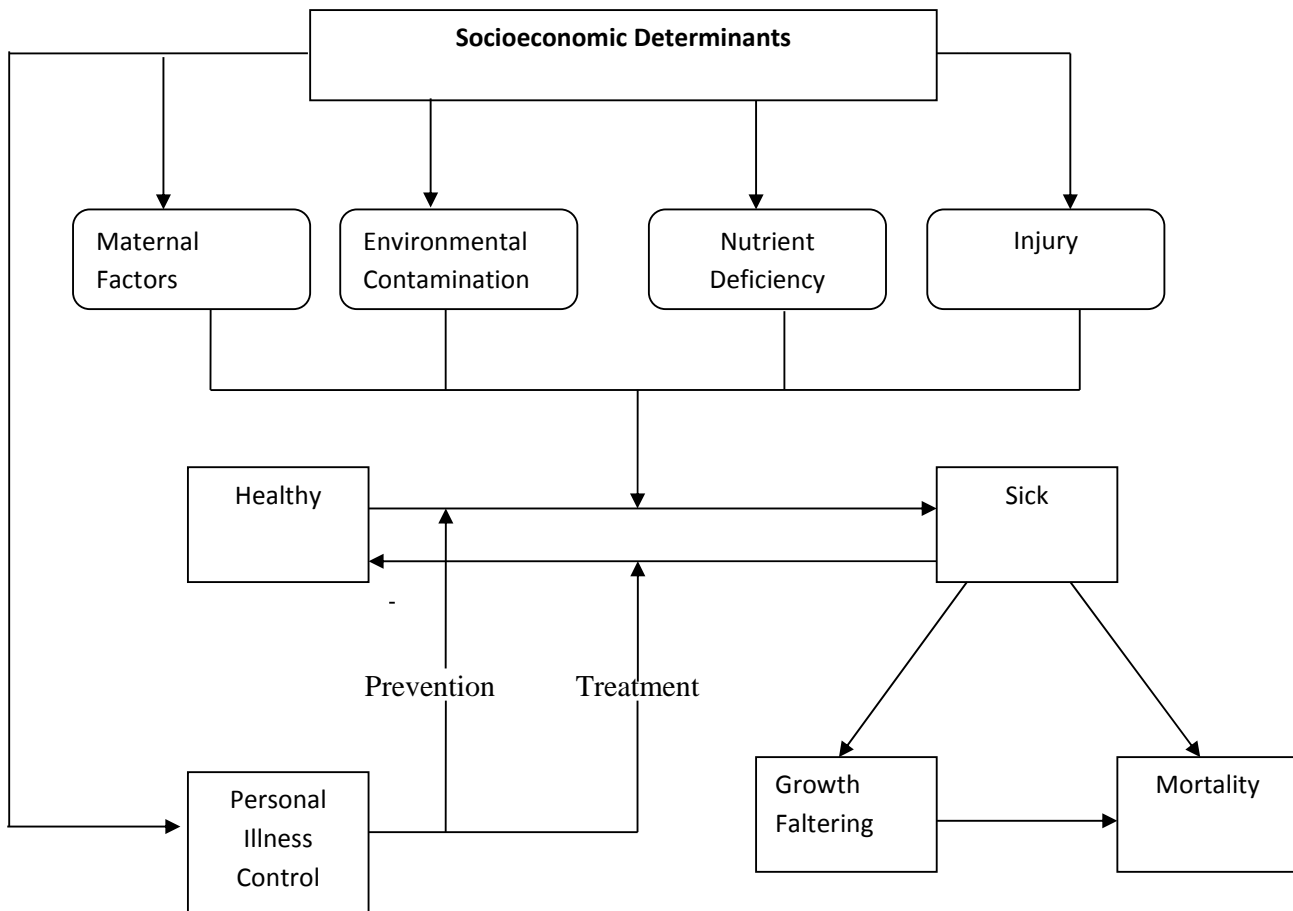 Socioeconomic Determinants
Maternal
Factors
Environmental
Contamination
Nutrient
Deficiency
Injury
Healthy
Sick
-
Prevention
Treatment
Personal
Illness
Control
Growth
Faltering
Mortality